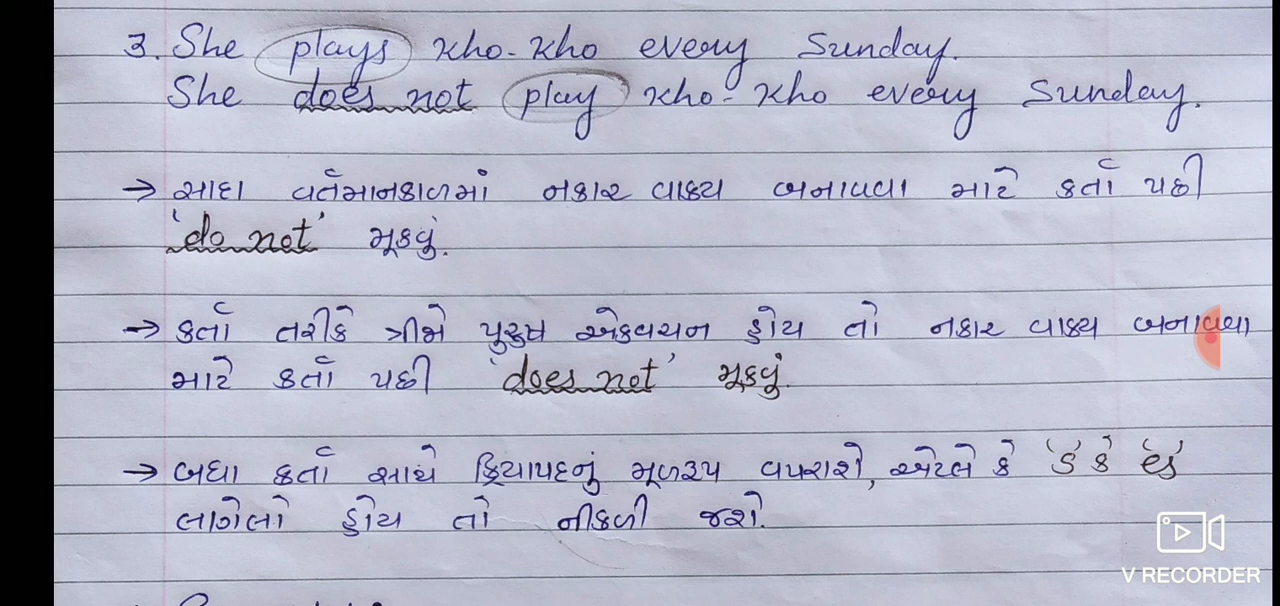 3. She plays kho-kho every Sunday.
She does not play kho-kho every Sunday.
→ સાદા વર્તમાનકાળમાં નકાર વાક્ય બનાવવા માટે કર્તા પછી
'do not' મૂકવું.
→ કર્તા તરીકે ત્રીજો પુરુષ એકવચન હોય તો નકાર વાક્ય બનાવવા
માટે કર્તા પછી 'does not' મૂકવું.
→ બધા કર્તા સાથે ક્રિયાપદનું મૂળરૂપ વપરાશે, એટલે કે 's' કે 'es'
લાગેલો હોય તો નીકળી જશે.
V RECORDER